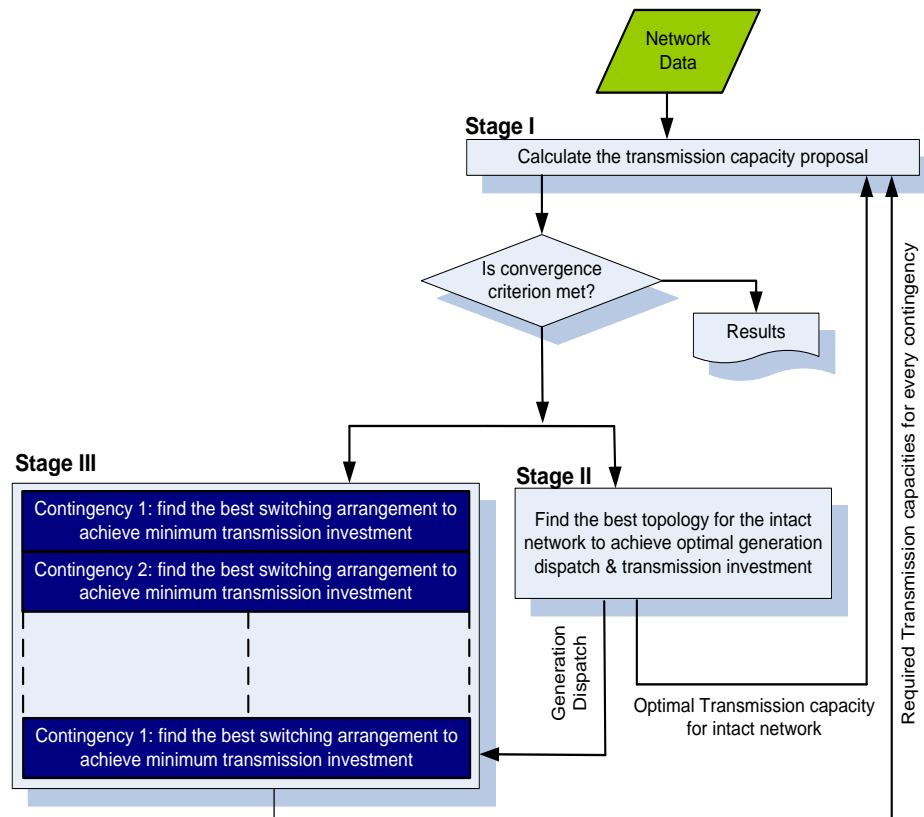 Network
Data
Stage I
Calculate the transmission capacity proposal
Is convergence
criterion met?
Results
Required Transmission capacities for every contingency
Stage III
Contingency 1: find the best switching arrangement to
achieve minimum transmission investment
Contingency 2: find the best switching arrangement to
achieve minimum transmission investment
Contingency 1: find the best switching arrangement to
achieve minimum transmission investment
Stage II
Find the best topology for the intact
network to achieve optimal generation
dispatch & transmission investment
Generation
Dispatch
Optimal Transmission capacity
for intact network